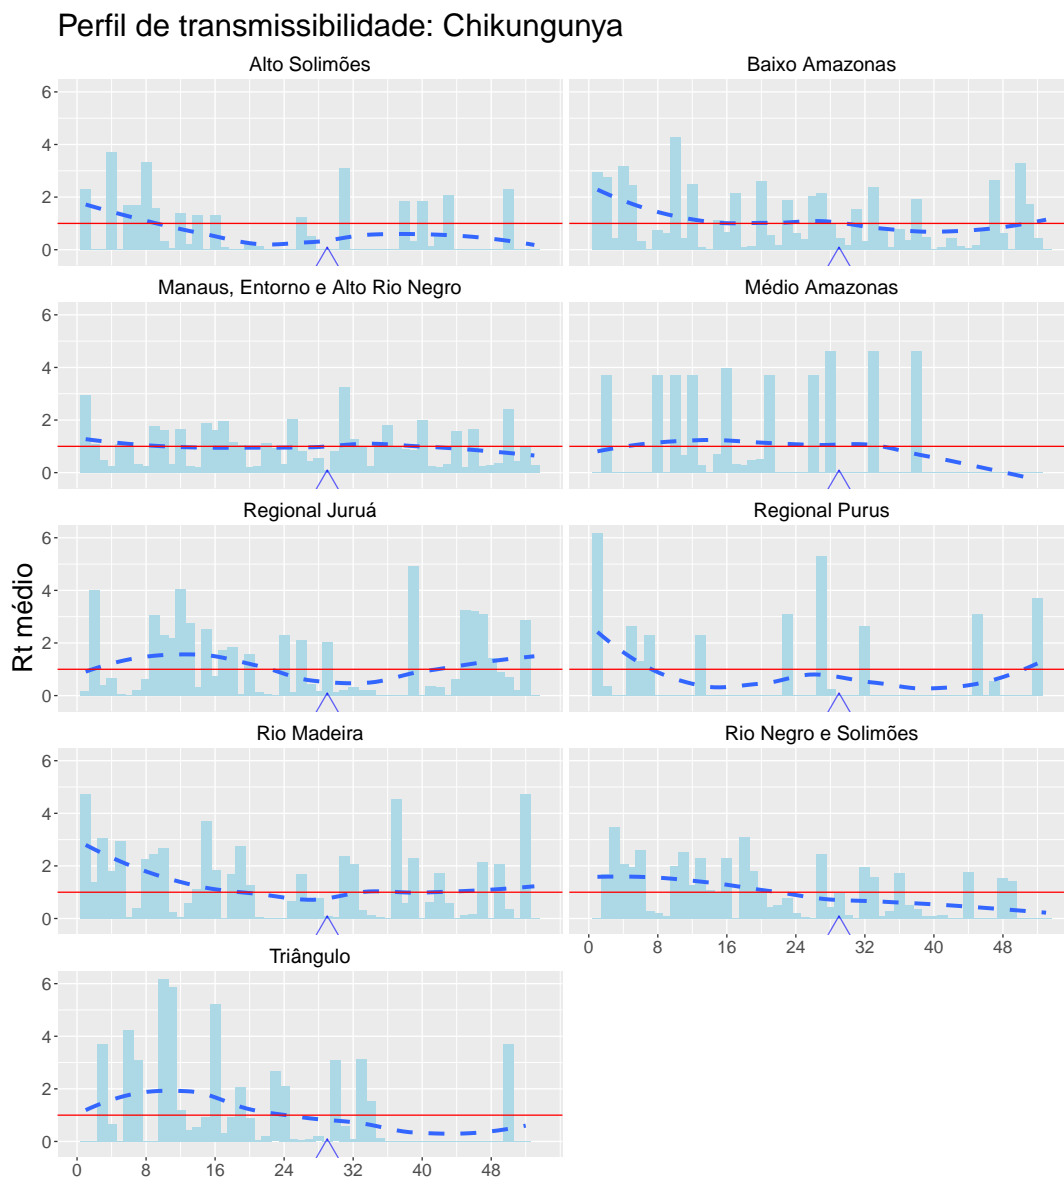 Perfil de transmissibilidade: Chikungunya
Alto Solimões
Baixo Amazonas
6
4
2
0
Manaus, Entorno e Alto Rio Negro
Médio Amazonas
6
4
2
0
Regional Juruá
Regional Purus
6
4
2
0
Rt médio
Rio Madeira
Rio Negro e Solimões
6
4
2
0
0 8 16 24 32 40 48
Triângulo
6
4
2
0
0 8 16 24 32 40 48